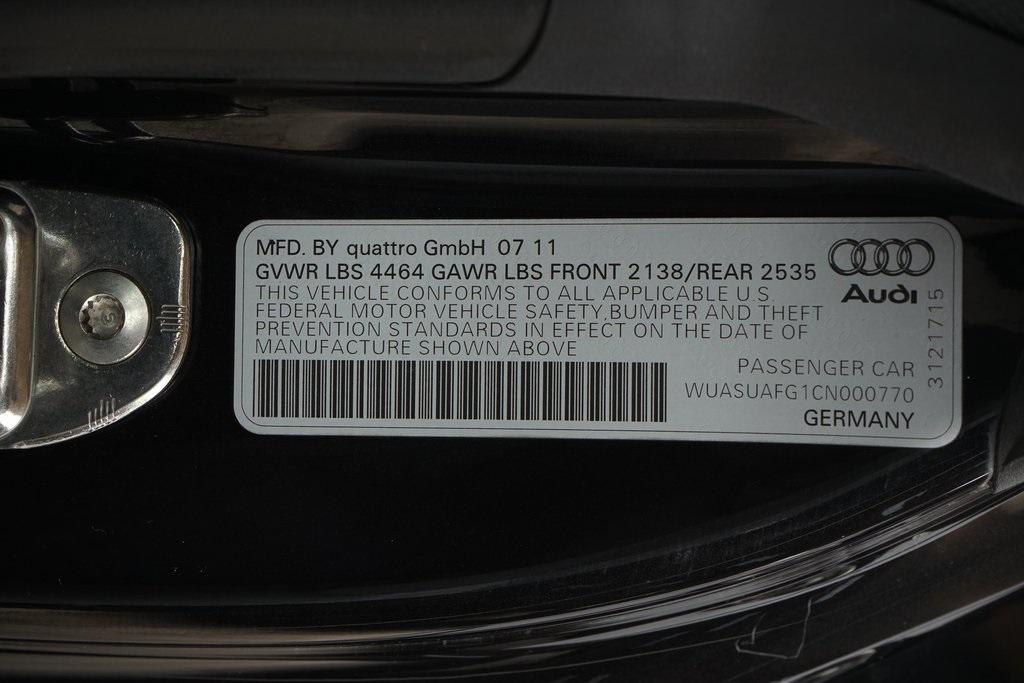 MFD. BY quattro GmbH 07 11
GVWR LBS 4464 GAWR LBS FRONT 2138/REAR 2535
THIS VEHICLE CONFORMS TO ALL APPLICABLE U.S.
FEDERAL MOTOR VEHICLE SAFETY,BUMPER AND THEFT
PREVENTION STANDARDS IN EFFECT ON THE DATE OF
MANUFACTURE SHOWN ABOVE
PASSENGER CAR
WUASUAFG1CN000770
GERMANY
Audi
3121715